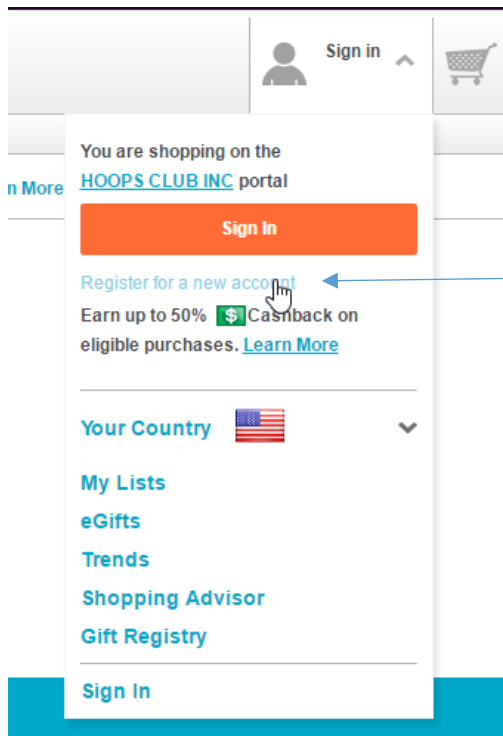 Sign in
You are shopping on the
n More
HOOPS CLUB INC portal
Sign In
Register for a new account
Earn up to 50% $ Cashback on
eligible purchases. Learn More
Your Country
My Lists
eGifts
Trends
Shopping Advisor
Gift Registry
Sign In